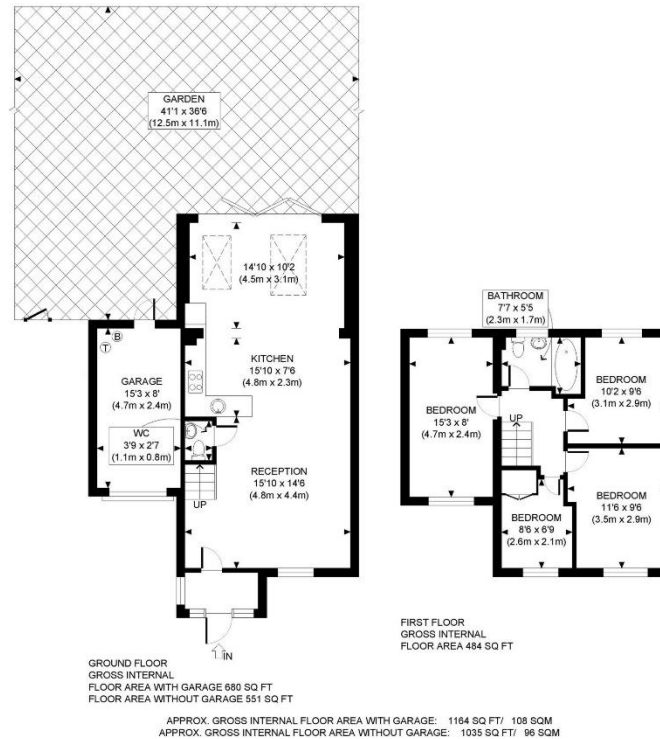 GARDEN
41'1 x 36'6
(12.5m x 11.1m)
14'10 x 10'2
(4.5m x 3.1m)
B
T
GARAGE
15'3 x 8'
(4.7m x 2.4m)
WC
3'9 x 2'7
(1.1m x 0.8m)
KITCHEN
15'10 x 7'6
(4.8m x 2.3m)
RECEPTION
15'10 x 14'6
(4.8m x 4.4m)
UP
IN
GROUND FLOOR
GROSS INTERNAL
FLOOR AREA WITH GARAGE 680 SQ FT
FLOOR AREA WITHOUT GARAGE 551 SQ FT
BATHROOM
7'7 x 5'5
(2.3m x 1.7m)
BEDROOM
15'3 x 8'
(4.7m x 2.4m)
UP
BEDROOM
10'2 x 9'6
(3.1m x 2.9m)
BEDROOM
8'6 x 6'9
(2.6m x 2.1m)
BEDROOM
11'6 x 9'6
(3.5m x 2.9m)
FIRST FLOOR
GROSS INTERNAL
FLOOR AREA 484 SQ FT
APPROX. GROSS INTERNAL FLOOR AREA WITH GARAGE: 1164 SQ FT/ 108 SQM
APPROX. GROSS INTERNAL FLOOR AREA WITHOUT GARAGE: 1035 SQ FT/ 96 SQM